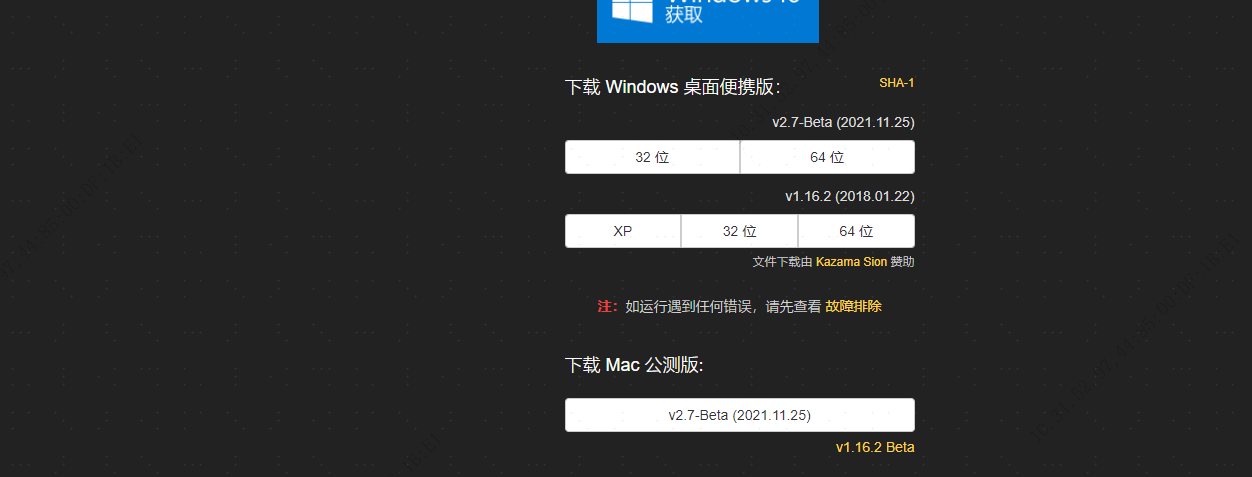 获取
下载 Windows 桌面便携版：
SHA-1
v2.7-Beta (2021.11.25)
32 位
64 位
v1.16.2 (2018.01.22)
XP
32 位
64 位
文件下载由 Kazama Sion 赞助
注：如运行遇到任何错误，请先查看 故障排除
下载 Mac 公测版:
v2.7-Beta (2021.11.25)
v1.16.2 Beta